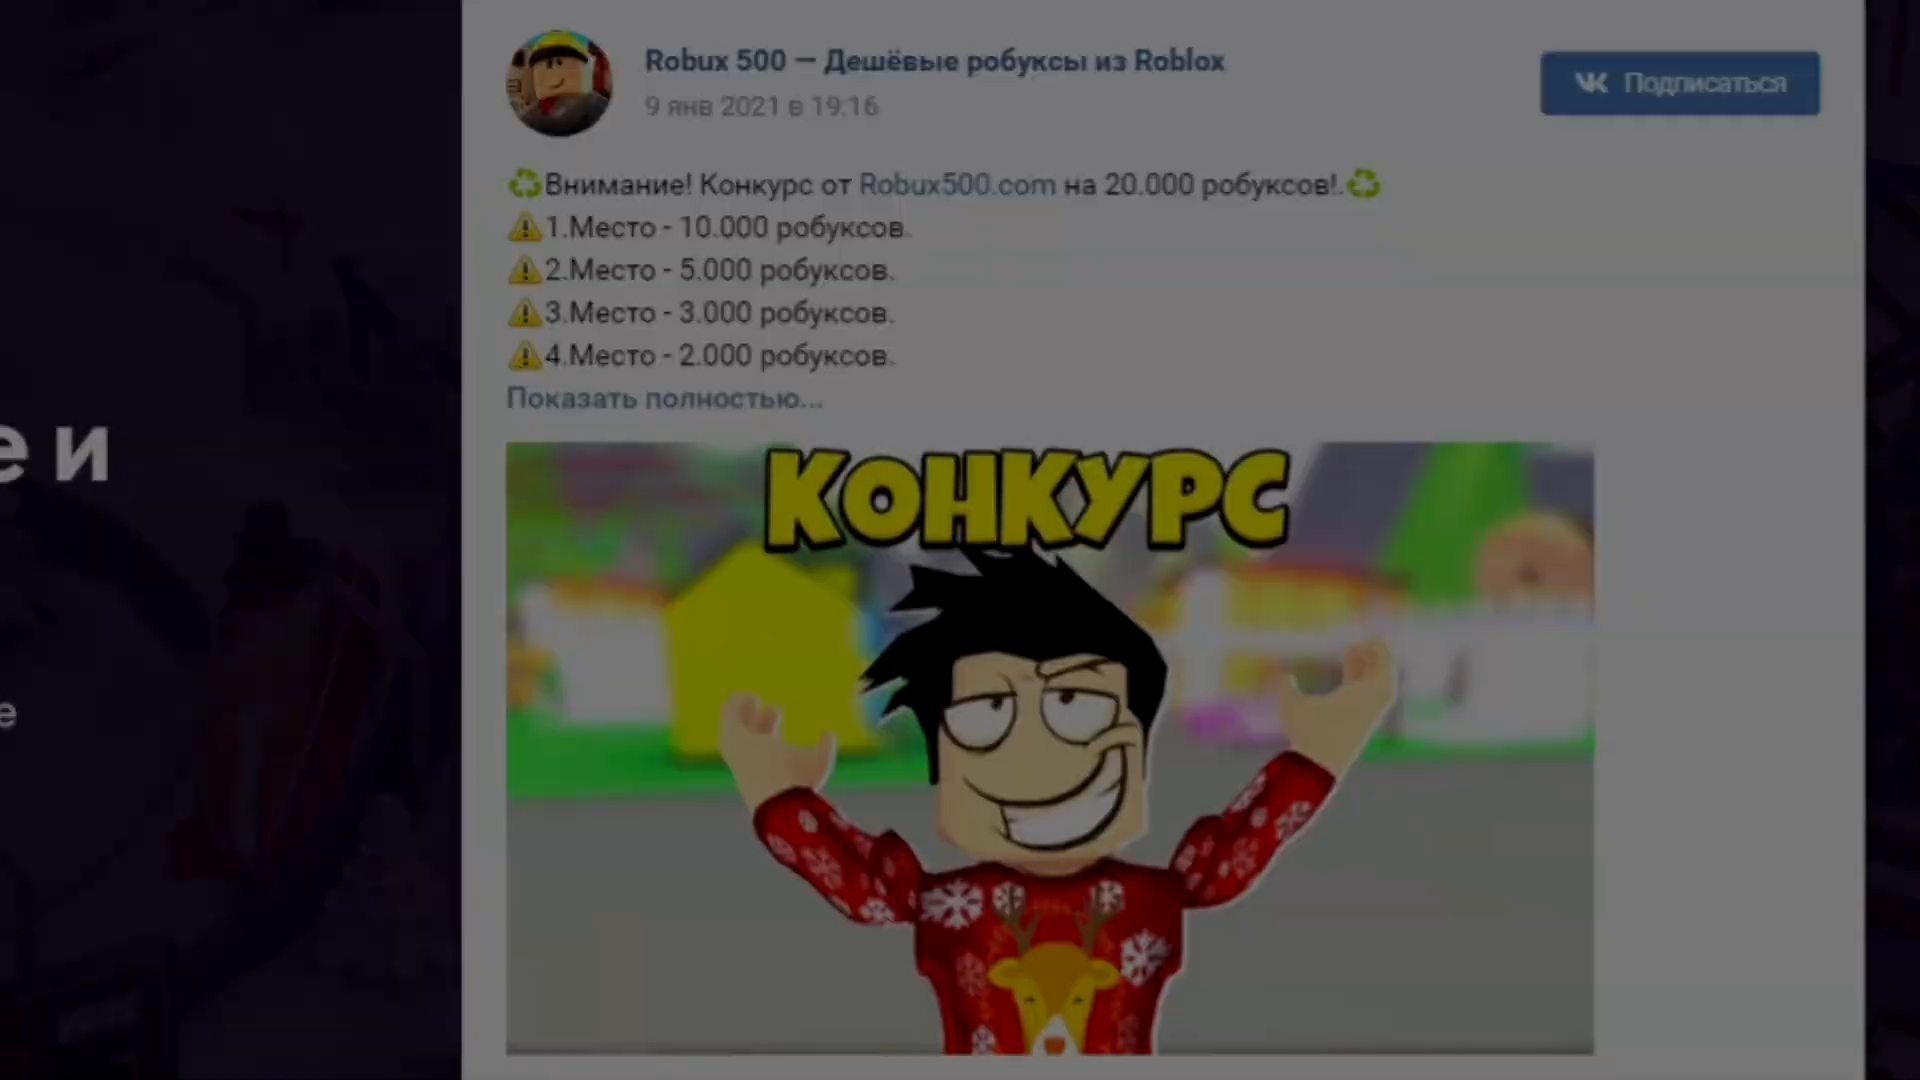 Robux 500 — Дешёвые робуксы из Roblox
9 янв 2021 в 19:16
Подписаться
Внимание! Конкурс от Robux500.com на 20.000 робуксов!.
1.Место - 10.000 робуксов.
2.Место - 5.000 робуксов.
3.Место - 3.000 робуксов.
4.Место - 2.000 робуксов.
Показать полностью...
е и
КОНКУРС
е